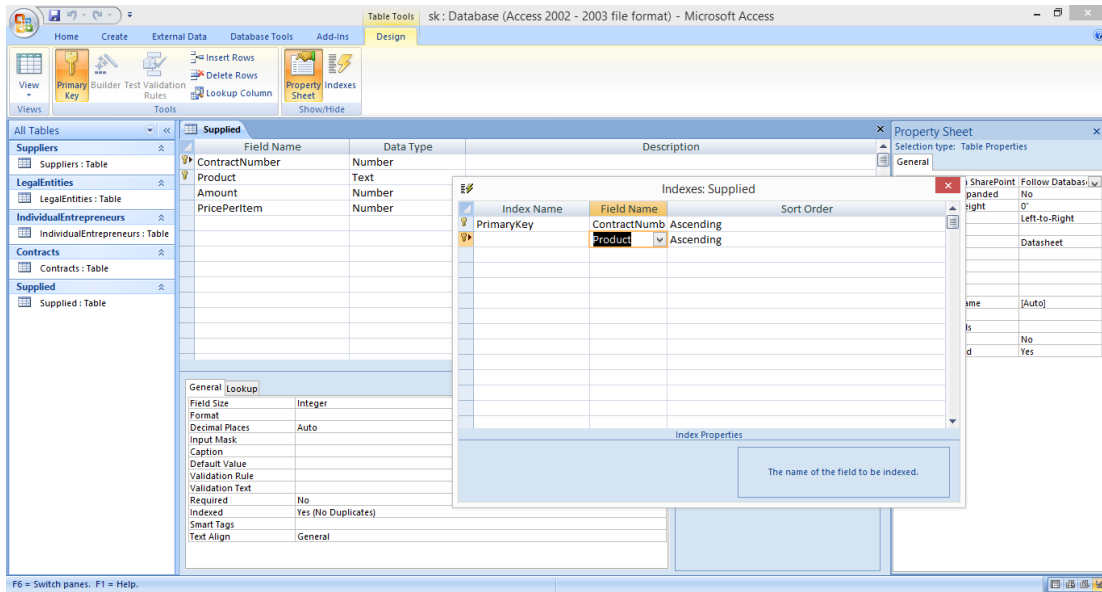 Table Tools sk : Database (Access 2002 - 2003 file format) - Microsoft Access
Home Create External Data Database Tools Add-Ins Design
View
Views
Primary Key
Builder
Test Validation Rules
Insert Rows
Delete Rows
Lookup Column
Tools
Property Sheet
Indexes
Show/Hide
All Tables
Suppliers
Suppliers : Table
LegalEntities
LegalEntities : Table
IndividualEntrepreneurs
IndividualEntrepreneurs : Table
Contracts
Contracts : Table
Supplied
Supplied : Table
Supplied
Field Name Data Type Description
ContractNumber Number
Product Text
Amount Number
PricePerItem Number
General Lookup
Field Size Integer
Format
Decimal Places Auto
Input Mask
Caption
Default Value
Validation Rule
Validation Text
Required No
Indexed Yes (No Duplicates)
Smart Tags
Text Align General
Indexes: Supplied
Index Name Field Name Sort Order
PrimaryKey ContractNumb Ascending
Product Ascending
Index Properties
The name of the field to be indexed.
Property Sheet
Selection type: Table Properties
General
SharePoint Follow Databas
panded No
eight 0"
Left-to-Right
Datasheet
ame [Auto]
ls
No
d Yes
F6 = Switch panes. F1 = Help.